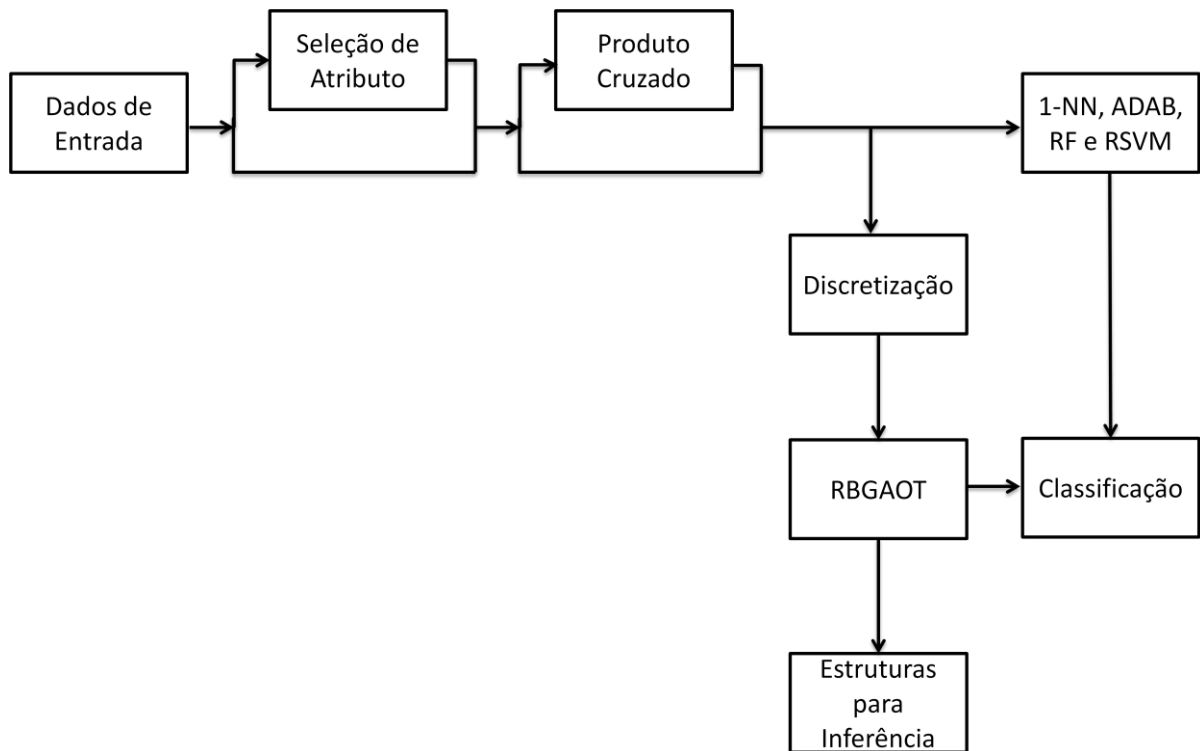 Dados de
Entrada
Seleção de
Atributo
Produto
Cruzado
1-NN, ADAB,
RF e RSVM
Discretização
RBGAOT
Classificação
Estruturas
para
Inferência